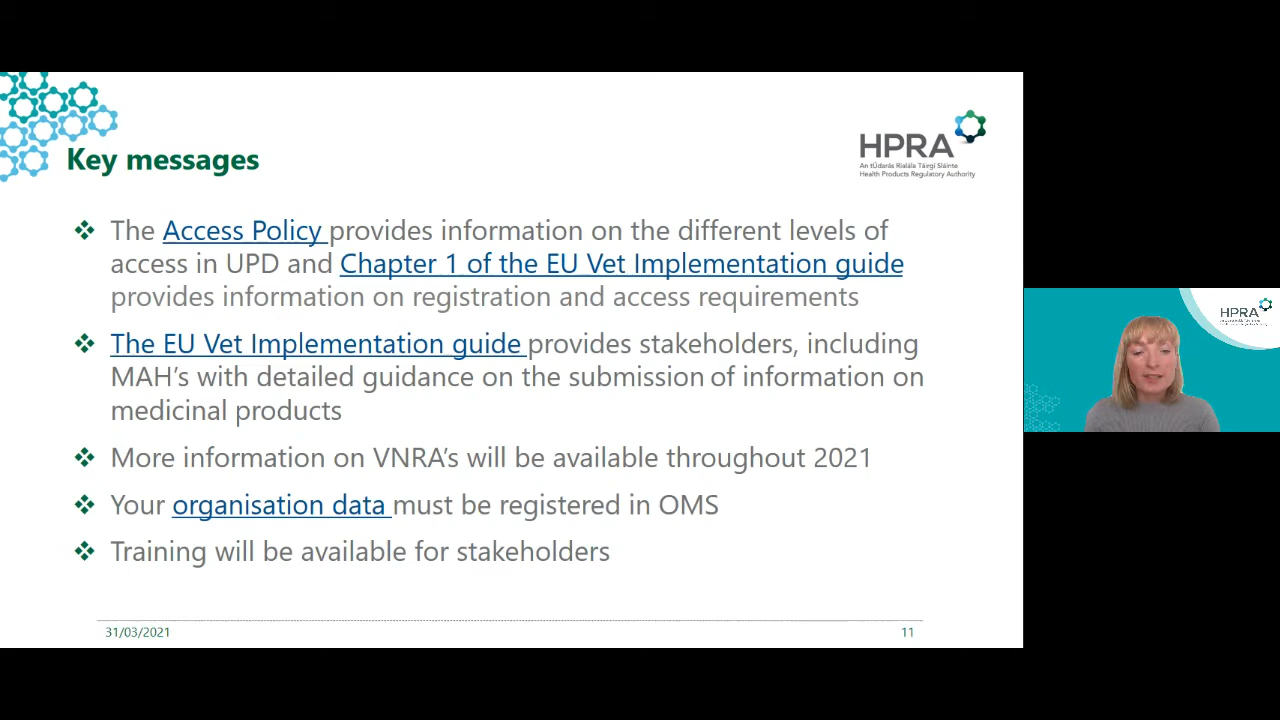 Key messages
HPRA
An tÚdarás Rialála Táirgí Sláinte
Health Products Regulatory Authority
❖ The Access Policy provides information on the different levels of
access in UPD and Chapter 1 of the EU Vet Implementation guide
provides information on registration and access requirements
❖ The EU Vet Implementation guide provides stakeholders, including
MAH's with detailed guidance on the submission of information on
medicinal products
❖ More information on VNRA's will be available throughout 2021
❖ Your organisation data must be registered in OMS
❖ Training will be available for stakeholders
31/03/2021
11
HPRA